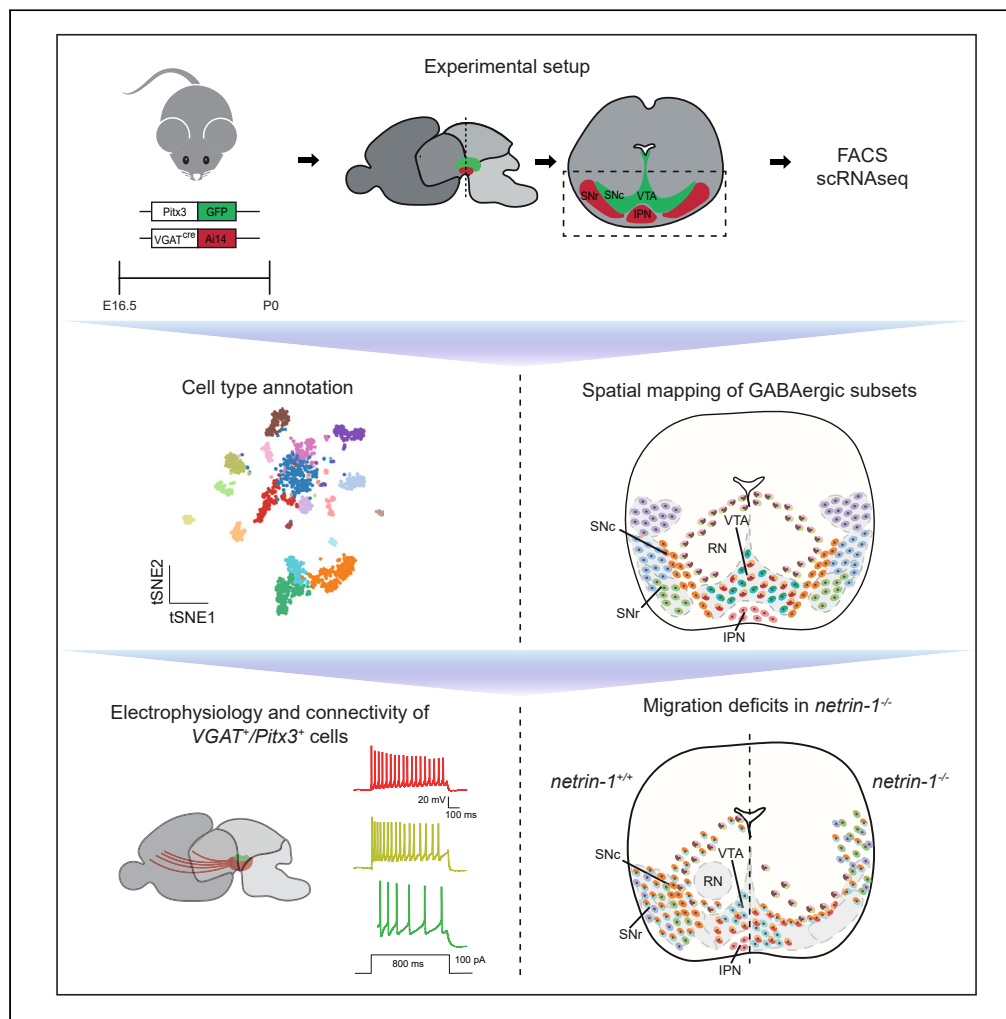 Experimental setup
Pitx3 GFP
VGATcre Ai14
E16.5 P0
SNr SNc VTA
IPN
FACS
scRNAseq
Cell type annotation
tSNE2
tSNE1
Spatial mapping of GABAergic subsets
VTA
SNc
RN
SNr
IPN
Electrophysiology and connectivity of
VGAT+/Pitx3+ cells
20 mV
100 ms
800 ms
100 pA
Migration deficits in netrin-1-/-
netrin-1+/+
netrin-1-/-
VTA
SNc
RN
SNr
IPN